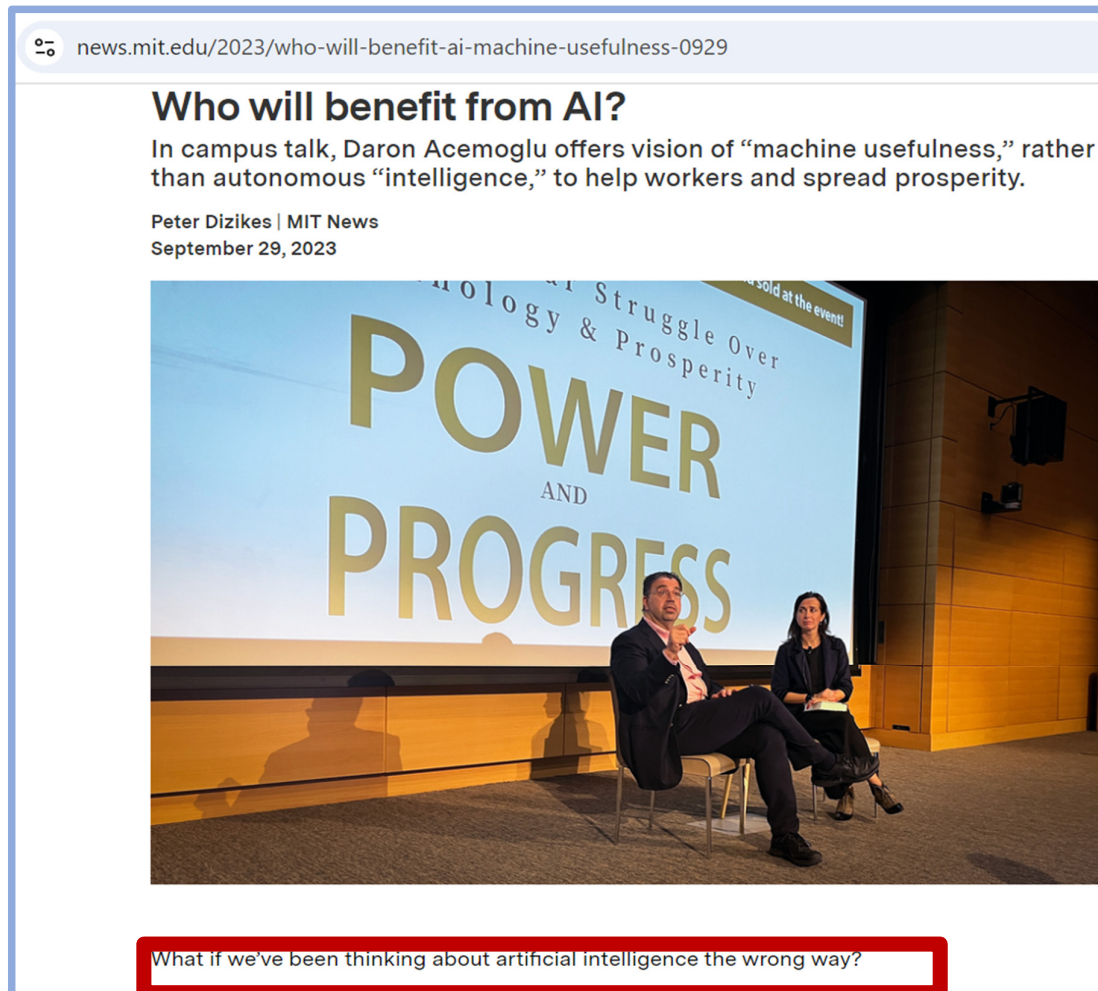 news.mit.edu/2023/who-will-benefit-ai-machine-usefulness-0929
Who will benefit from AI?
In campus talk, Daron Acemoglu offers vision of “machine usefulness,” rather
than autonomous “intelligence,” to help workers and spread prosperity.
Peter Dizikes | MIT News
September 29, 2023
sold at the event!
Struggle Over
& Prosperity
POWER
AND
PROGRESS
What if we’ve been thinking about artificial intelligence the wrong way?